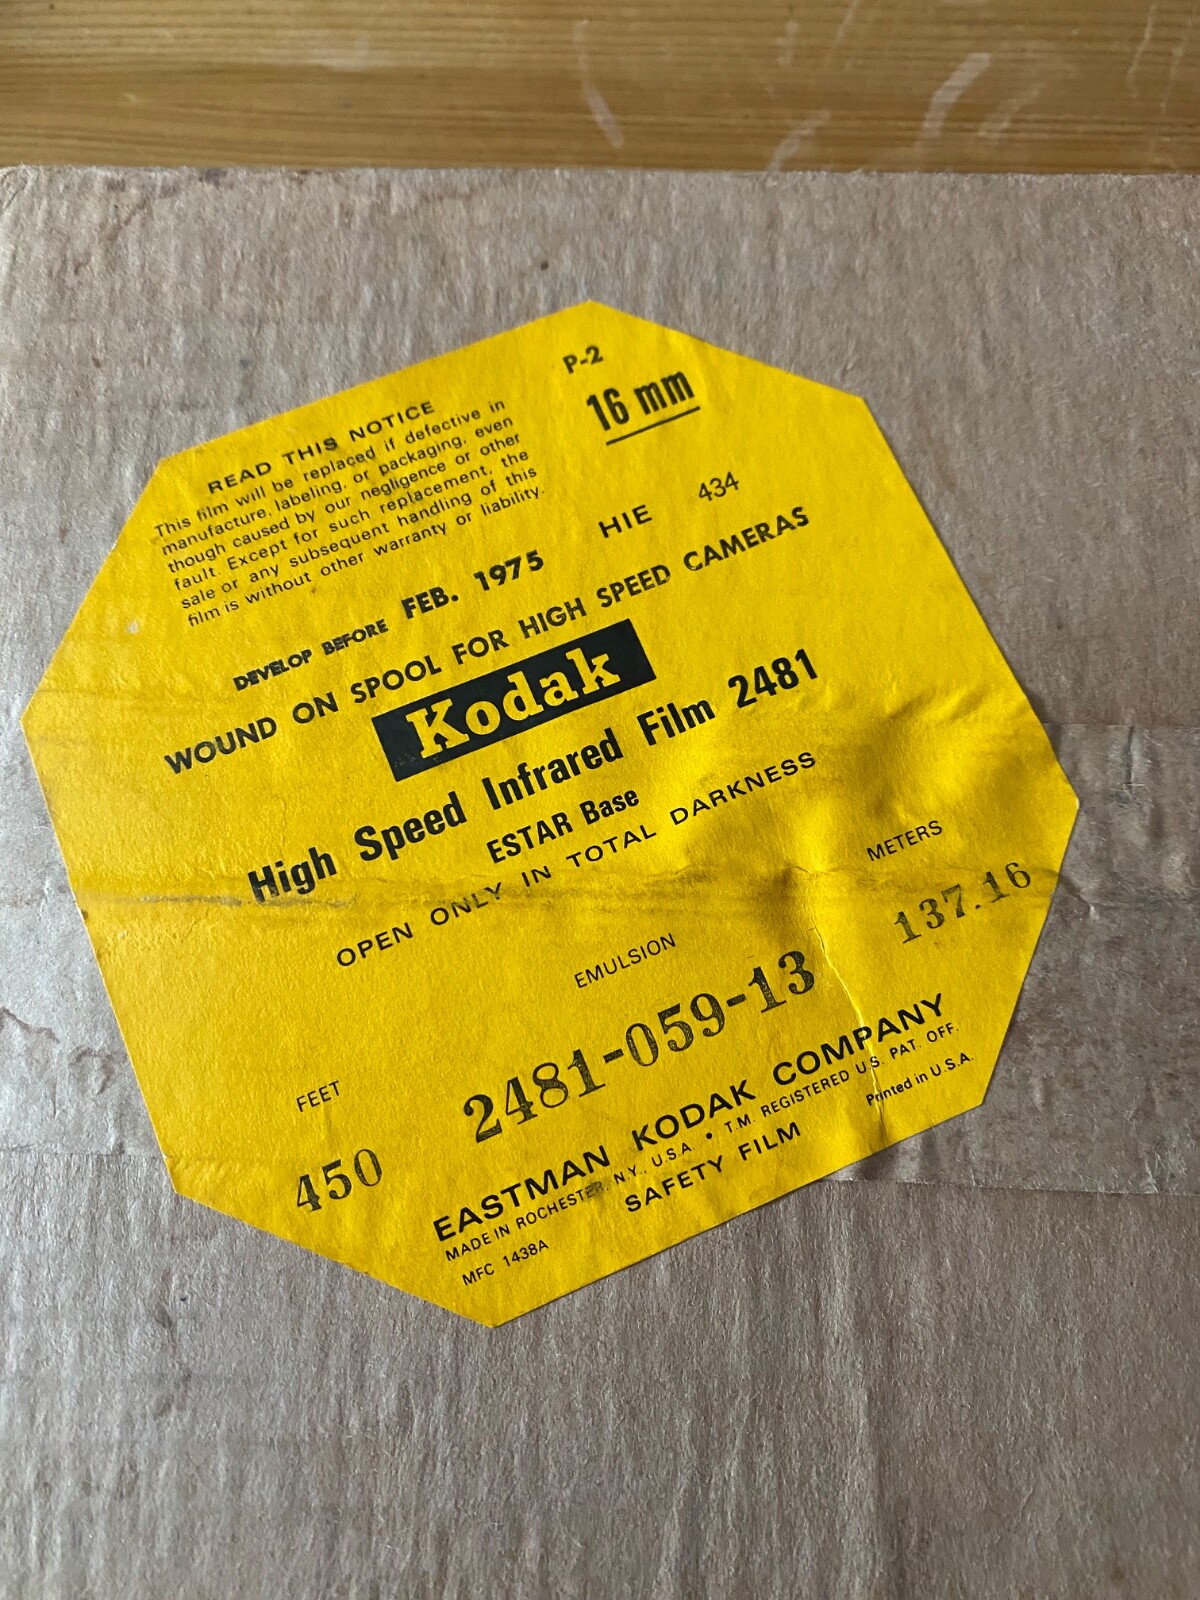 P-2
16 mm
READ THIS NOTICE
This film will be replaced if defective in
manufacture, labeling, or packaging, even
though caused by our negligence or other
fault. Except for such replacement, the
sale or any subsequent handling of this
film is without other warranty or liability.
DEVELOP BEFORE FEB. 1975 HIE 434
WOUND ON SPOOL FOR HIGH SPEED CAMERAS
Kodak
High Speed Infrared Film 2481
ESTAR Base
OPEN ONLY IN TOTAL DARKNESS
FEET EMULSION METERS
450 2481-059-13 137.16
EASTMAN KODAK COMPANY
MADE IN ROCHESTER, N.Y., U.S.A. • T.M. REGISTERED U.S. PAT. OFF.
MFC 1438A SAFETY FILM Printed in U.S.A.